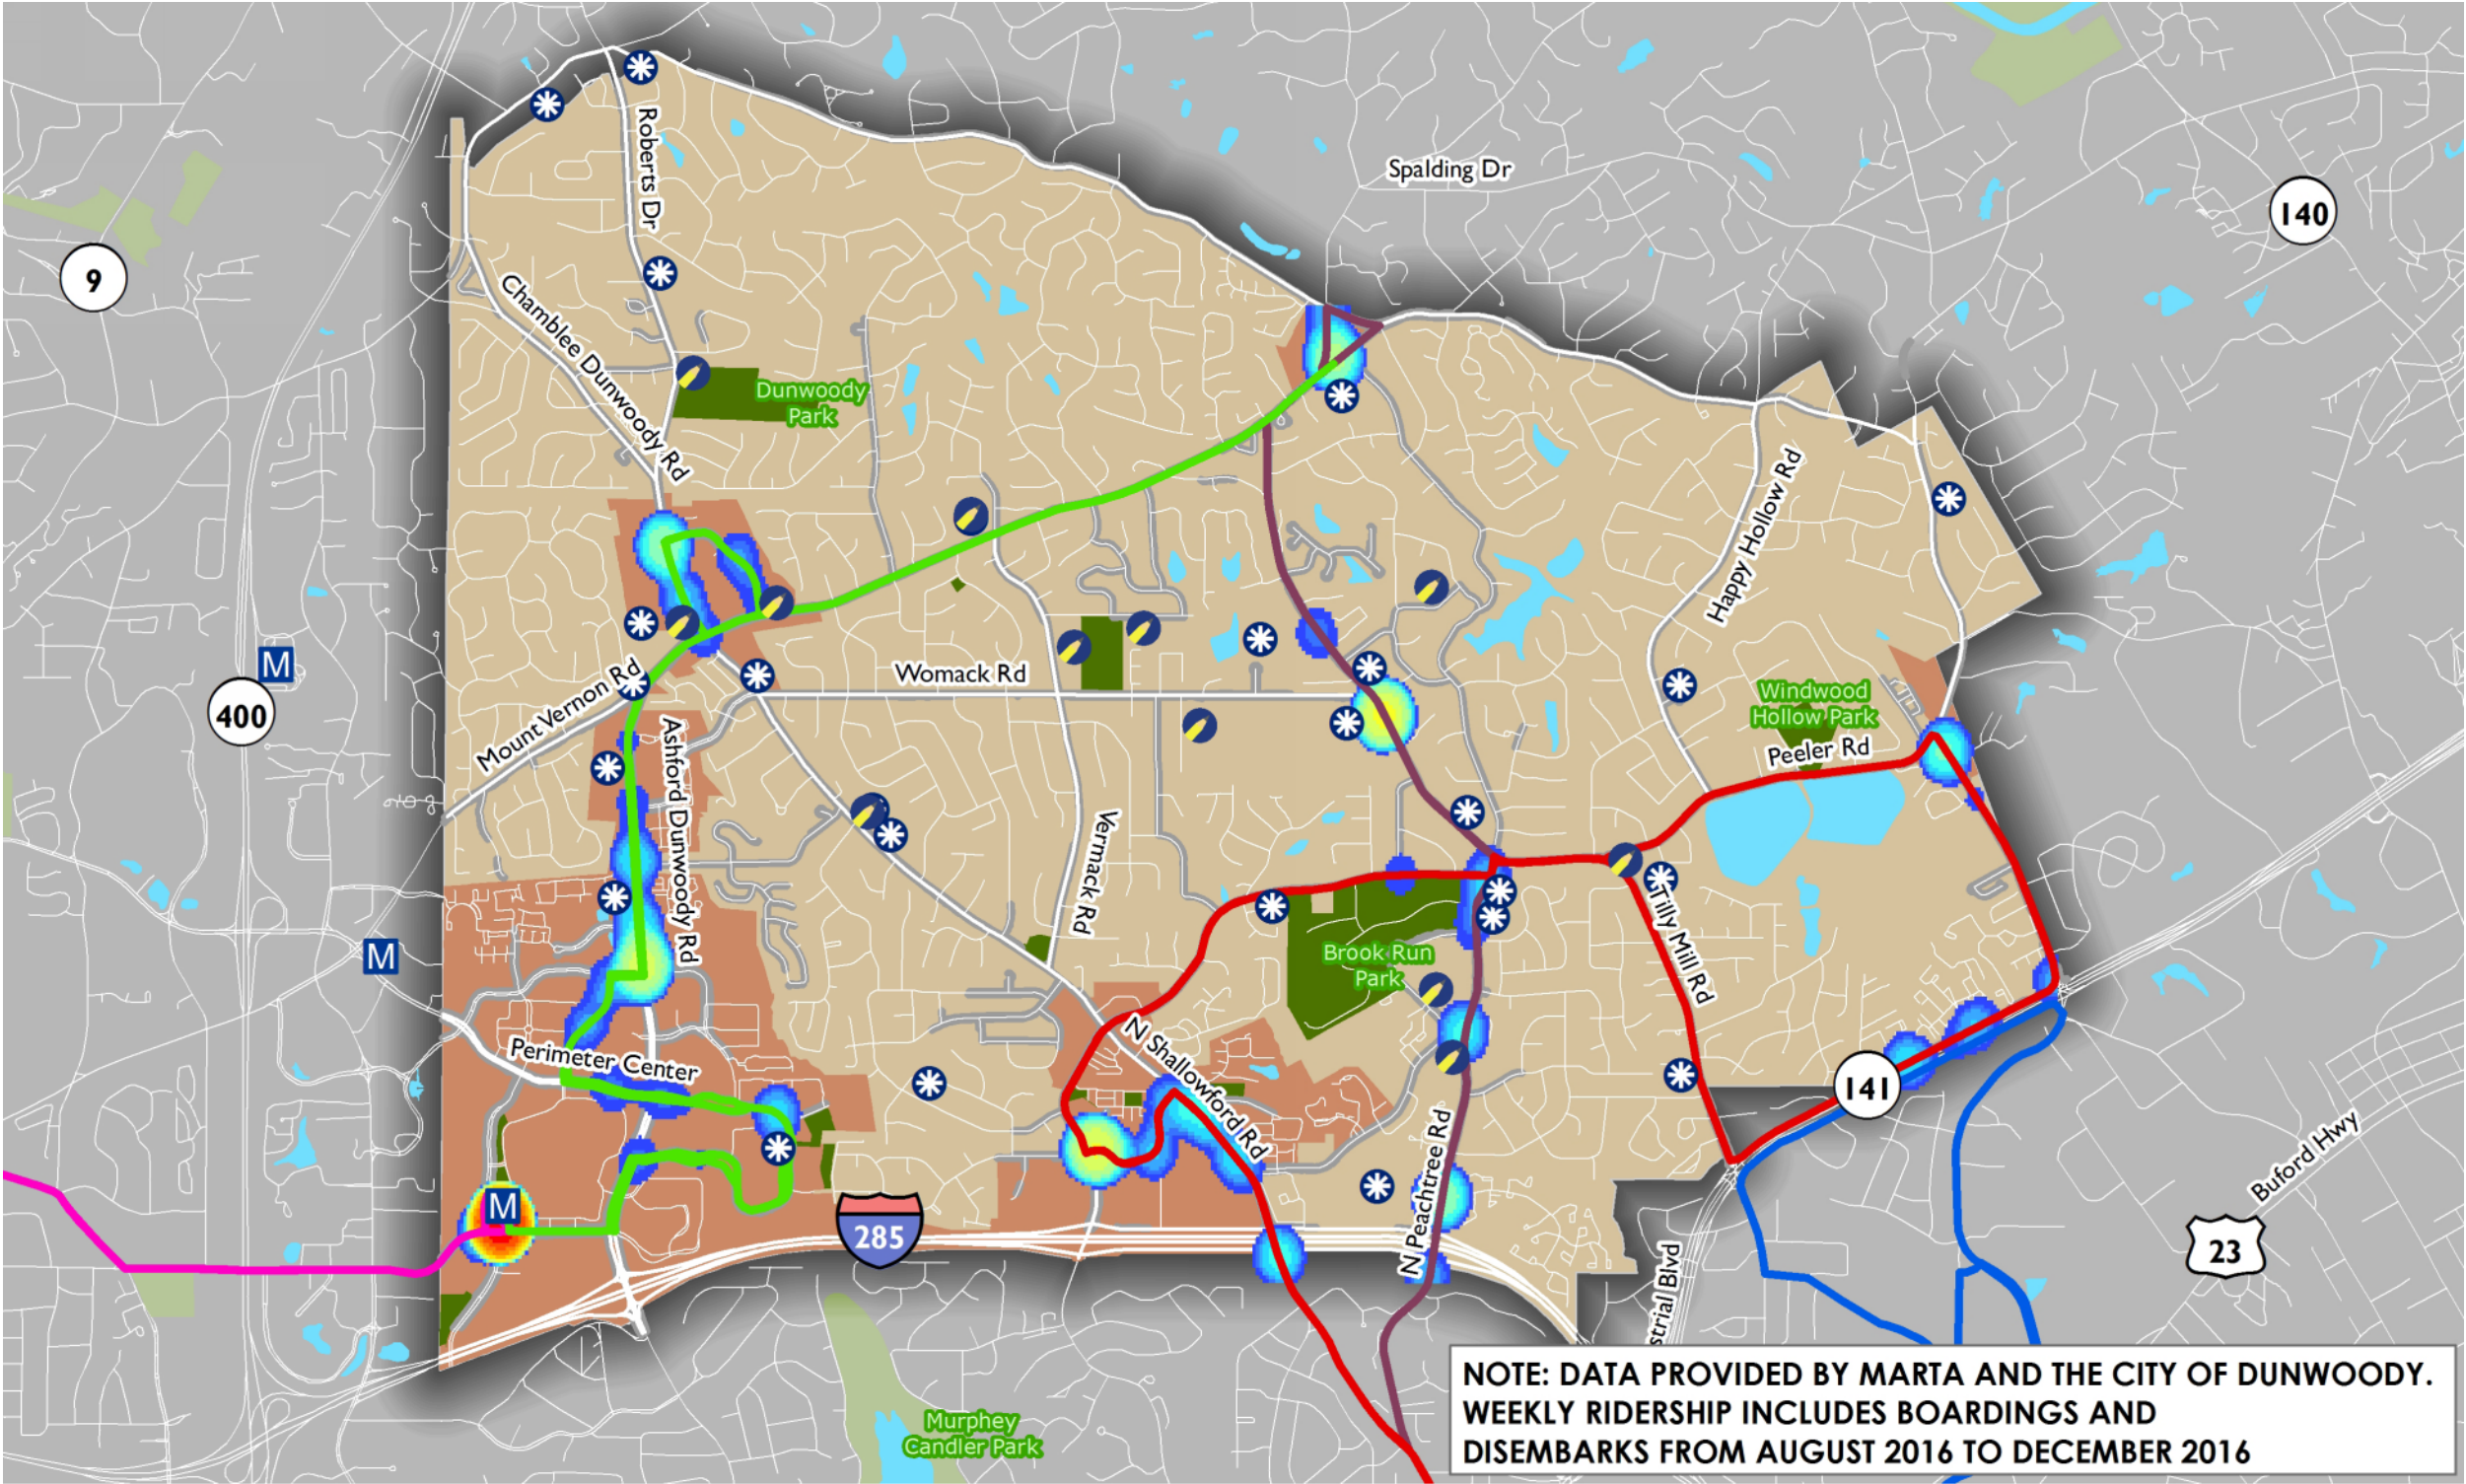 Roberts Dr
Spalding Dr
140
9
Chamblee Dunwoody Rd
Dunwoody
Park
Happy Hollow Rd
M
400
Mount Vernon Rd
Womack Rd
Windwood
Hollow Park
Peeler Rd
Ashford Dunwoody Rd
Vermack Rd
M
Brook Run
Park
Tilly Mill Rd
N Shallowford Rd
Perimeter Center
141
Buford Hwy
N Peachtree Rd
M
285
23
strial Blvd
Murphey
Candler Park
NOTE: DATA PROVIDED BY MARTA AND THE CITY OF DUNWOODY.
WEEKLY RIDERSHIP INCLUDES BOARDINGS AND
DISEMBARKS FROM AUGUST 2016 TO DECEMBER 2016